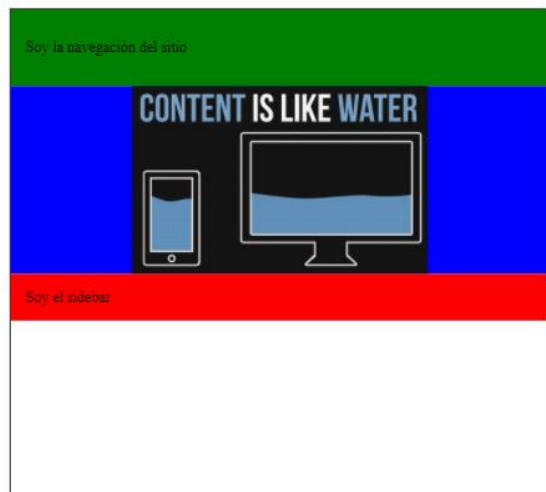 Soy la navegación del sitio
CONTENT IS LIKE WATER
Soy el sidebar